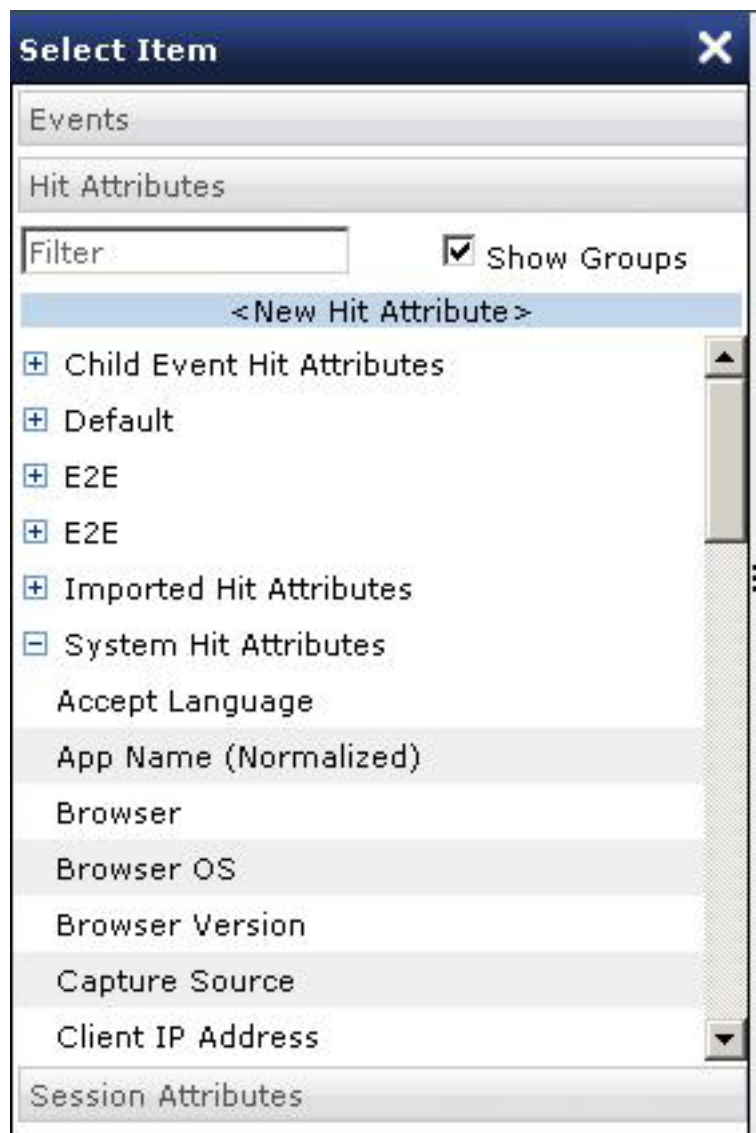 Select Item
Events
Hit Attributes
Filter
Show Groups
<New Hit Attribute>
Child Event Hit Attributes
Default
E2E
E2E
Imported Hit Attributes
System Hit Attributes
Accept Language
App Name (Normalized)
Browser
Browser OS
Browser Version
Capture Source
Client IP Address
Session Attributes